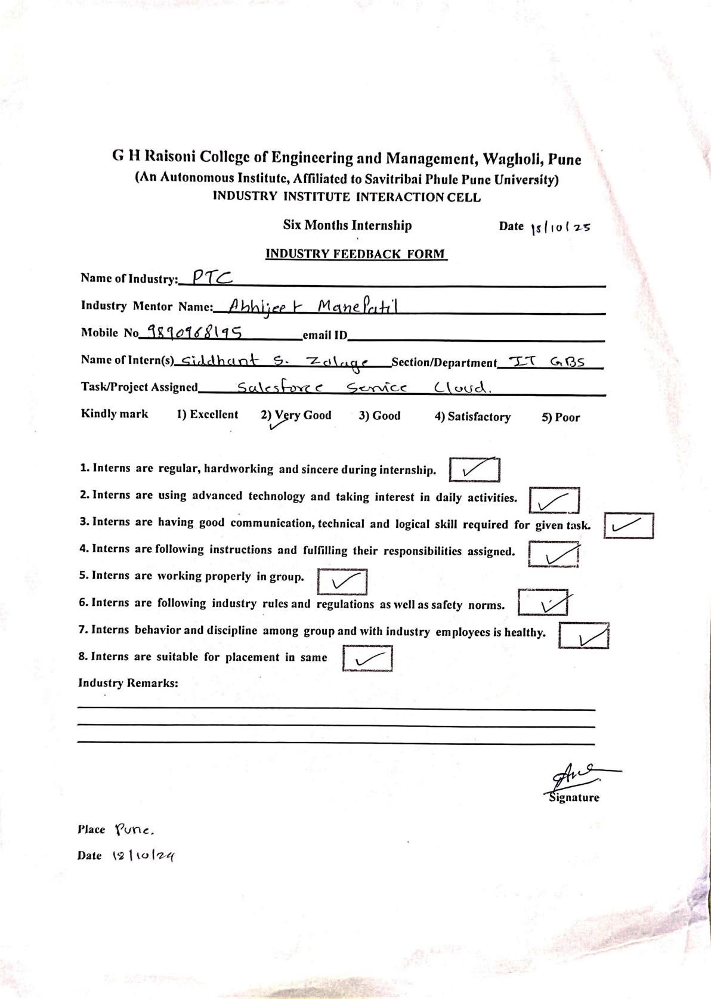 G H Raisoni College of Engineering and Management, Wagholi, Pune
(An Autonomous Institute, Affiliated to Savitribai Phule Pune University)
INDUSTRY INSTITUTE INTERACTION CELL
Six Months Internship Date 18/10/25
INDUSTRY FEEDBACK FORM
Name of Industry: PTC
Industry Mentor Name: Abhijeet ManePatil
Mobile No 9890968195 email ID
Name of Intern(s) Siddhant S. Zolage Section/Department IT GBS
Task/Project Assigned Salesforce Service Cloud.
Kindly mark 1) Excellent 2) Very Good 3) Good 4) Satisfactory 5) Poor
1. Interns are regular, hardworking and sincere during internship.
2. Interns are using advanced technology and taking interest in daily activities.
3. Interns are having good communication, technical and logical skill required for given task.
4. Interns are following instructions and fulfilling their responsibilities assigned.
5. Interns are working properly in group.
6. Interns are following industry rules and regulations as well as safety norms.
7. Interns behavior and discipline among group and with industry employees is healthy.
8. Interns are suitable for placement in same
Industry Remarks:
Signature
Place Pune.
Date 18/10/24